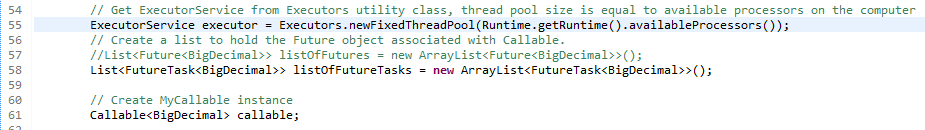 54 // Get ExecutorService from Executors utility class, thread pool size is equal to available processors on the computer
55 ExecutorService executor = Executors.newFixedThreadPool(Runtime.getRuntime().availableProcessors());
56 // Create a list to hold the Future object associated with Callable.
57 //List<Future<BigDecimal>> listOfFutures = new ArrayList<Future<BigDecimal>>();
58 List<FutureTask<BigDecimal>> listOfFutureTasks = new ArrayList<FutureTask<BigDecimal>>();
59
60 // Create MyCallable instance
61 Callable<BigDecimal> callable;